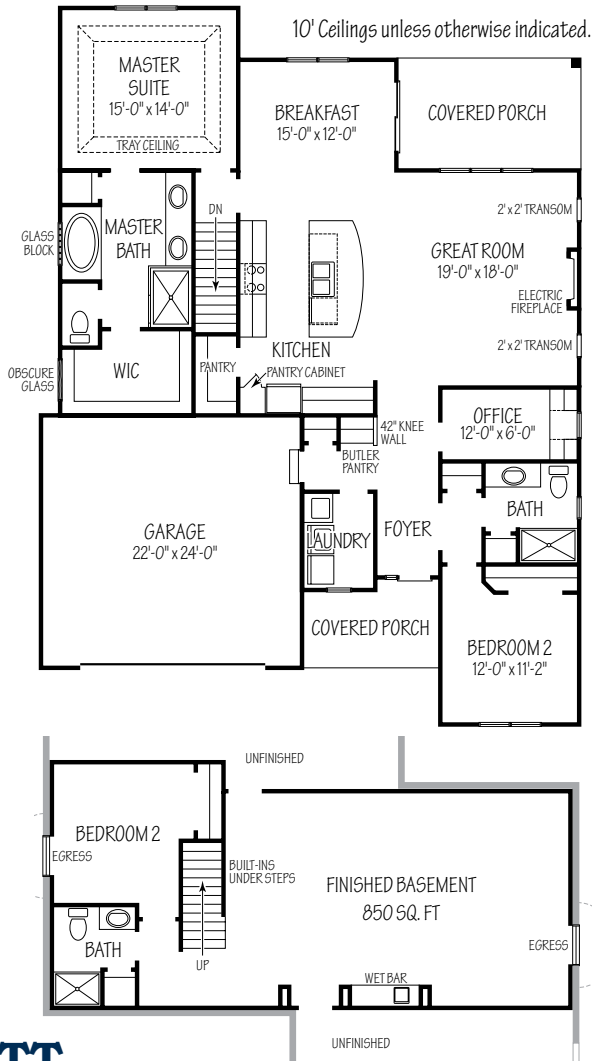 10' Ceilings unless otherwise indicated.
MASTER
SUITE
15'-0" x 14'-0"
TRAY CEILING
BREAKFAST
15'-0" x 12'-0"
COVERED PORCH
DN
2' x 2' TRANSOM
GLASS
BLOCK
MASTER
BATH
GREAT ROOM
19'-0" x 18'-0"
ELECTRIC
FIREPLACE
2' x 2' TRANSOM
KITCHEN
OBSCURE
GLASS
WIC
PANTRY
PANTRY CABINET
OFFICE
12'-0" x 6'-0"
42" KNEE
WALL
BUTLER
PANTRY
BATH
GARAGE
22'-0" x 24'-0"
LAUNDRY
FOYER
COVERED PORCH
BEDROOM 2
12'-0" x 11'-2"
UNFINISHED
BEDROOM 2
EGRESS
BUILT-INS
UNDER STEPS
FINISHED BASEMENT
850 SQ. FT
BATH
UP
EGRESS
WET BAR
UNFINISHED